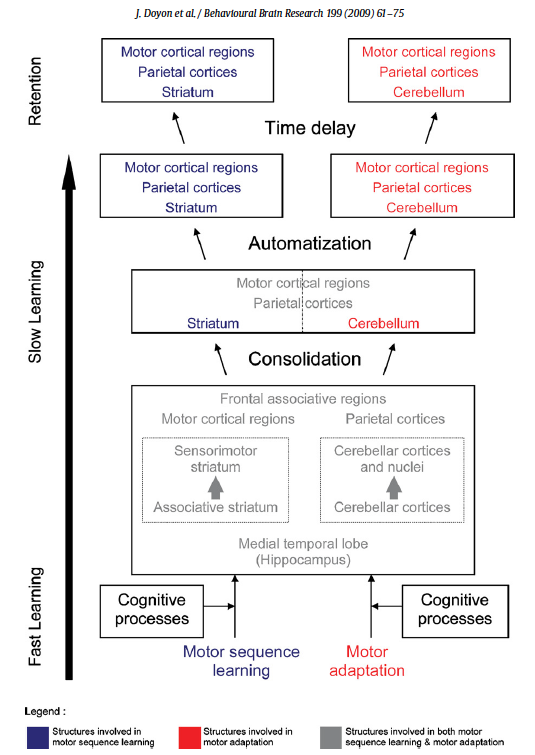 J. Doyon et al. / Behavioural Brain Research 199 (2009) 61–75
Retention
Motor cortical regions
Parietal cortices
Striatum
Motor cortical regions
Parietal cortices
Cerebellum
Time delay
Motor cortical regions
Parietal cortices
Striatum
Motor cortical regions
Parietal cortices
Cerebellum
Automatization
Slow Learning
Motor cortical regions
Parietal cortices
Striatum
Cerebellum
Consolidation
Frontal associative regions
Motor cortical regions
Parietal cortices
Sensorimotor
striatum
Associative striatum
Cerebellar cortices
and nuclei
Cerebellar cortices
Medial temporal lobe
(Hippocampus)
Fast Learning
Cognitive
processes
Cognitive
processes
Motor sequence
learning
Motor
adaptation
Legend :
Structures involved in
motor sequence learning
Structures involved in
motor adaptation
Structures involved in both motor
sequence learning & motor adaptation